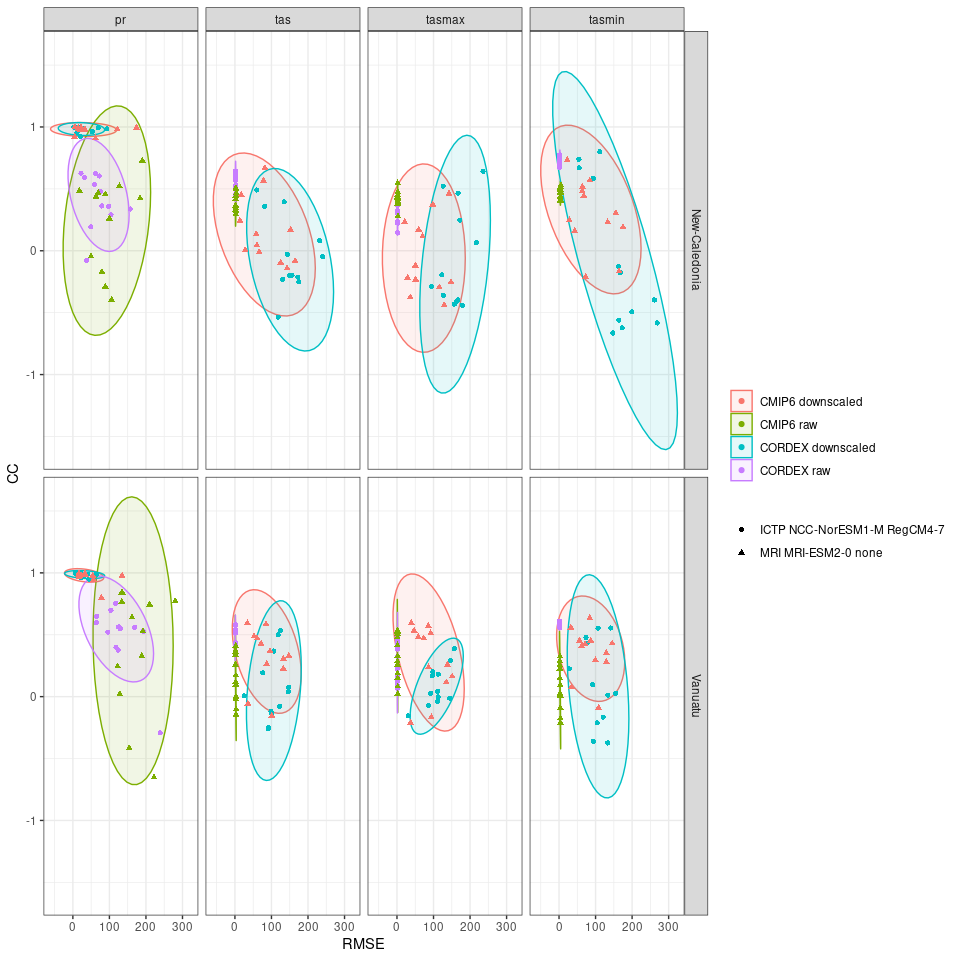 pr tas tasmax tasmin
1
0
-1
New-Caledonia
CC
1
0
-1
Vanuatu
0 100 200 300 0 100 200 300 0 100 200 300 0 100 200 300
RMSE
CMIP6 downscaled
CMIP6 raw
CORDEX downscaled
CORDEX raw
ICTP NCC-NorESM1-M RegCM4-7
MRI MRI-ESM2-0 none